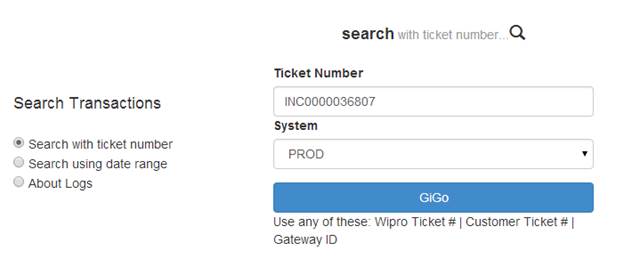 search with ticket number...
Search Transactions
Search with ticket number
Search using date range
About Logs
Ticket Number
INC0000036807
System
PROD
GiGo
Use any of these: Wipro Ticket # | Customer Ticket # |
Gateway ID